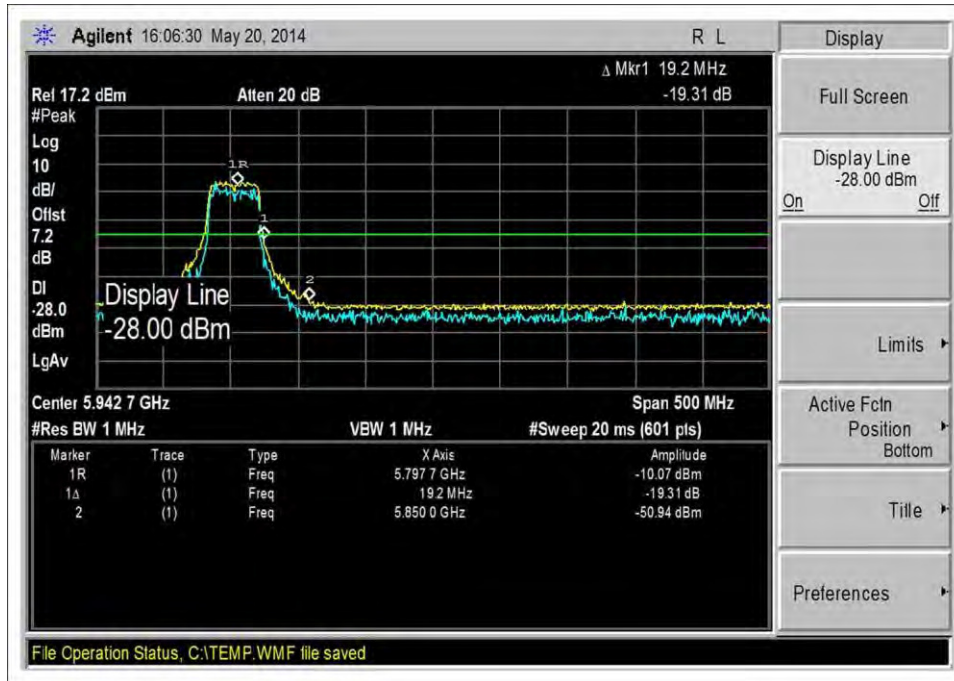 Agilent 16:06:30 May 20, 2014 R L
Display
Δ Mkr1 19.2 MHz
Ref 17.2 dBm Atten 20 dB -19.31 dB
#Peak
Log
10
dB/
Offst
7.2
dB
DI
-28.0
dBm
LgAv
1R
1
2
Display Line
-28.00 dBm
Center 5.942 7 GHz Span 500 MHz
#Res BW 1 MHz VBW 1 MHz #Sweep 20 ms (601 pts)
Marker Trace Type X Axis Amplitude
1R (1) Freq 5.797 7 GHz -10.07 dBm
1Δ (1) Freq 19.2 MHz -19.31 dB
2 (1) Freq 5.850 0 GHz -50.94 dBm
File Operation Status, C:\TEMP.WMF file saved
Full Screen
Display Line
-28.00 dBm
On Off
Limits
Active Fctn
Position
Bottom
Title
Preferences